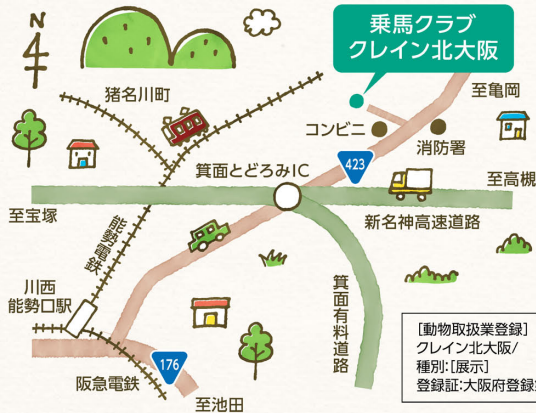 N
乗馬クラブ
クレイン北大阪
至亀岡
猪名川町
コンビニ
消防署
423
箕面とどろみIC
至高槻
至宝塚
新名神高速道路
能勢電鉄
川西
能勢口駅
箕面有料道路
176
阪急電鉄
至池田
[動物取扱業登録]
クレイン北大阪/
種別:[展示]
登録証:大阪府登録